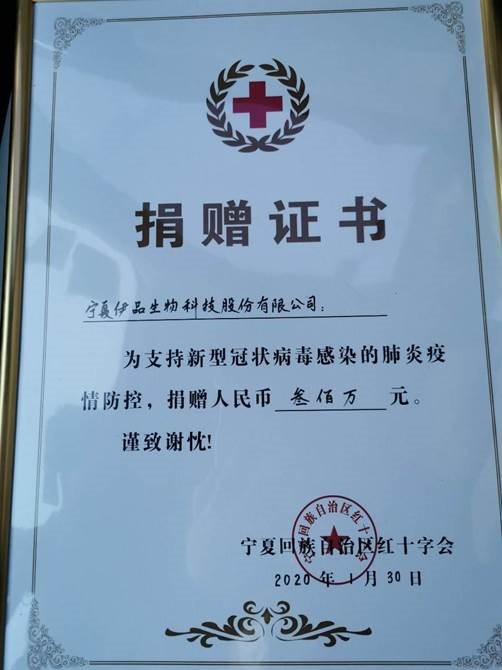 捐赠证书
宁夏伊品生物科技股份有限公司：
为支持新型冠状病毒感染的肺炎疫
情防控，捐赠人民币 叁佰万 元。
谨致谢忱!
宁夏回族自治区红十字会
2020 年 1 月 30 日